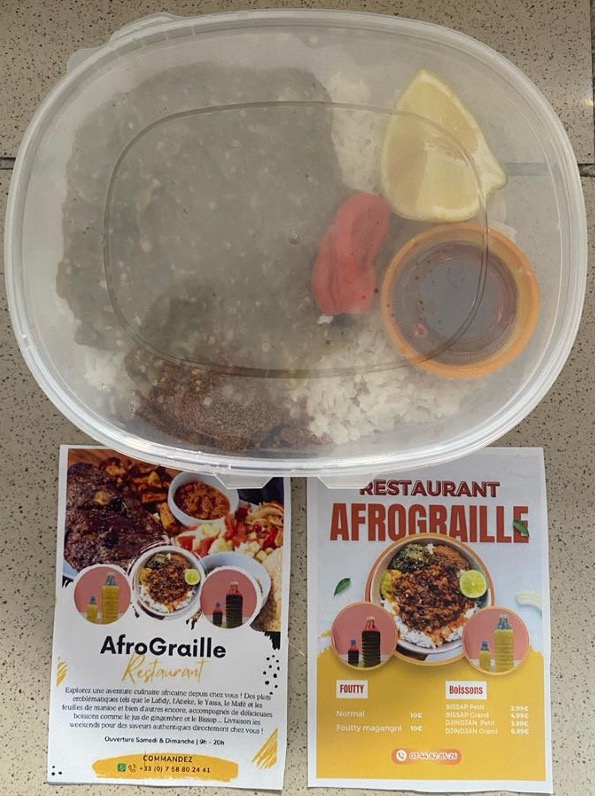 AfroGraille
Restaurant
Explorez une aventure culinaire africaine depuis chez vous ! Des plats
emblématiques tels que le Lafidy, l'Atieke, le Yassa, le Mafé et les
feuilles de manioc et bien d'autres encore, accompagnés de délicieuses
boissons comme le jus de gingembre et le Bissap... Livraison les
weekends pour des saveurs authentiques directement chez vous !
Ouverture Samedi & Dimanche | 9h - 20h
COMMANDEZ
+33 (0) 7 58 80 24 41
RESTAURANT
AFROGRAILLE
FOUTTY
Normal 10€
Foutty magangni 10€
Boissons
BISSAP Petit 2.99€
BISSAP Grand 4.99€
DJINDJAN Petit 3.99€
DJINDJAN Grand 6.99€